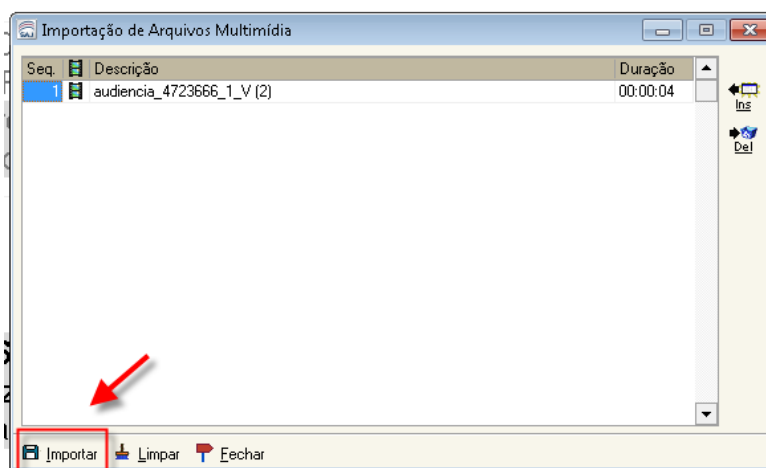 Importação de Arquivos Multimídia
Seq. Descrição Duração
1 audiencia_4723666_1_V (2) 00:00:04
Ins
Del
Importar Limpar Fechar